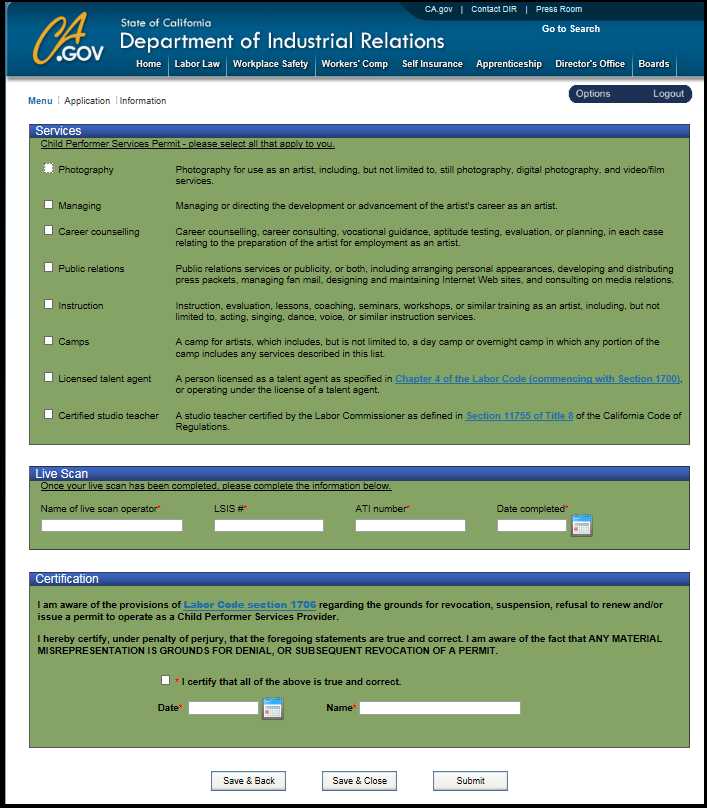 CA.gov | Contact DIR | Press Room
CA.GOV
State of California
Department of Industrial Relations
Go to Search
Home Labor Law Workplace Safety Workers' Comp Self Insurance Apprenticeship Director's Office Boards
Menu Application Information
Options Logout
Services
Child Performer Services Permit - please select all that apply to you.
Photography Photography for use as an artist, including, but not limited to, still photography, digital photography, and video/film
services.
Managing Managing or directing the development or advancement of the artist's career as an artist.
Career counselling Career counselling, career consulting, vocational guidance, aptitude testing, evaluation, or planning, in each case
relating to the preparation of the artist for employment as an artist.
Public relations Public relations services or publicity, or both, including arranging personal appearances, developing and distributing
press packets, managing fan mail, designing and maintaining Internet Web sites, and consulting on media relations.
Instruction Instruction, evaluation, lessons, coaching, seminars, workshops, or similar training as an artist, including, but not
limited to, acting, singing, dance, voice, or similar instruction services.
Camps A camp for artists, which includes, but is not limited to, a day camp or overnight camp in which any portion of the
camp includes any services described in this list.
Licensed talent agent A person licensed as a talent agent as specified in Chapter 4 of the Labor Code (commencing with Section 1700),
or operating under the license of a talent agent.
Certified studio teacher A studio teacher certified by the Labor Commissioner as defined in Section 11755 of Title 8 of the California Code of
Regulations.
Live Scan
Once your live scan has been completed, please complete the information below.
Name of live scan operator* LSIS #* ATI number* Date completed*
Certification
I am aware of the provisions of Labor Code section 1706 regarding the grounds for revocation, suspension, refusal to renew and/or
issue a permit to operate as a Child Performer Services Provider.
I hereby certify, under penalty of perjury, that the foregoing statements are true and correct. I am aware of the fact that ANY MATERIAL
MISREPRESENTATION IS GROUNDS FOR DENIAL, OR SUBSEQUENT REVOCATION OF A PERMIT.
* I certify that all of the above is true and correct.
Date* Name*
Save & Back Save & Close Submit